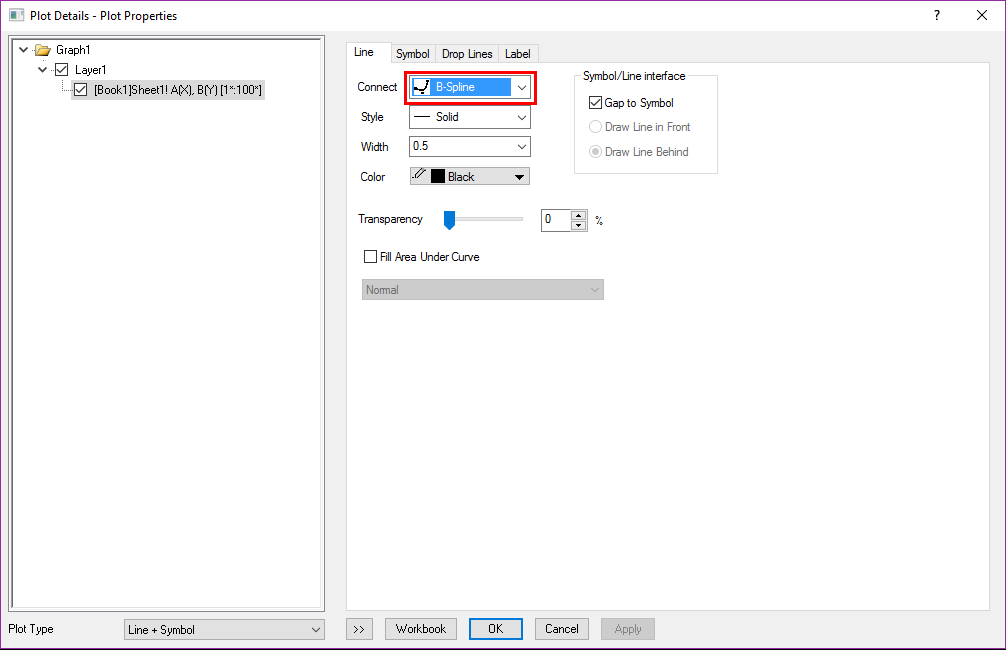 Plot Details - Plot Properties ?
Graph1
Layer1
[Book1]Sheet1! A(X), B(Y) [1*:100*]
Line Symbol Drop Lines Label
Connect B-Spline
Style Solid
Width 0.5
Color Black
Symbol/Line interface
Gap to Symbol
Draw Line in Front
Draw Line Behind
Transparency 0 %
Fill Area Under Curve
Normal
Plot Type Line + Symbol >> Workbook OK Cancel Apply